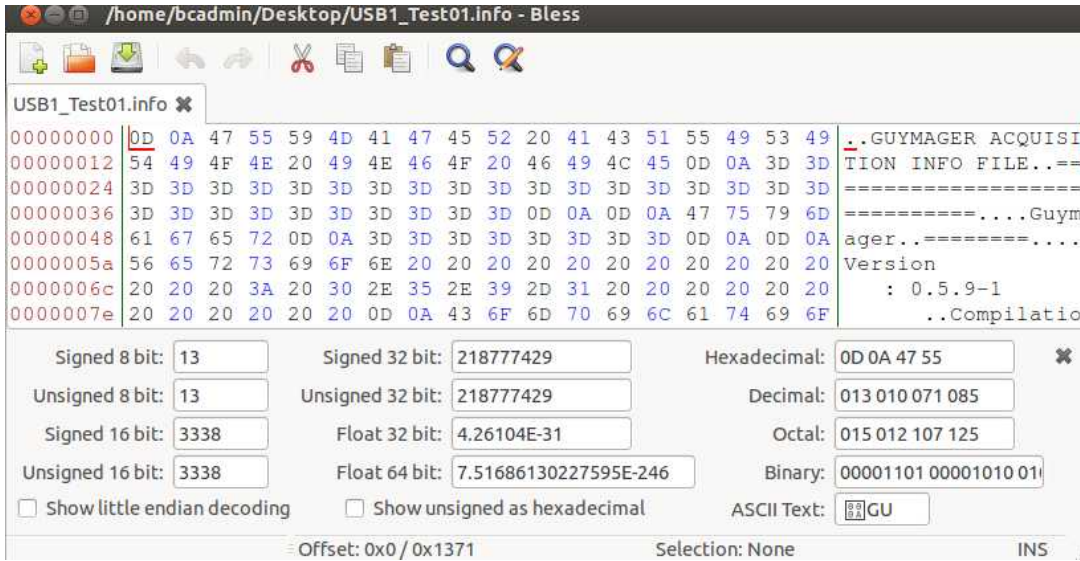 /home/bcadmin/Desktop/USB1_Test01.info - Bless
USB1_Test01.info
00000000 0D 0A 47 55 59 4D 41 47 45 52 20 41 43 51 55 49 53 49 ..GUYMAGER ACQUISI
00000012 54 49 4F 4E 20 49 4E 46 4F 20 46 49 4C 45 0D 0A 3D 3D TION INFO FILE..==
00000024 3D 3D 3D 3D 3D 3D 3D 3D 3D 3D 3D 3D 3D 3D 3D 3D 3D 3D ==================
00000036 3D 3D 3D 3D 3D 3D 3D 3D 3D 3D 0D 0A 0D 0A 47 75 79 6D ==========....Guym
00000048 61 67 65 72 0D 0A 3D 3D 3D 3D 3D 3D 3D 3D 0D 0A 0D 0A ager..========....
0000005a 56 65 72 73 69 6F 6E 20 20 20 20 20 20 20 20 20 20 20 Version
0000006c 20 20 20 3A 20 30 2E 35 2E 39 2D 31 20 20 20 20 20 20 : 0.5.9-1
0000007e 20 20 20 20 20 20 0D 0A 43 6F 6D 70 69 6C 61 74 69 6F ..Compilatio
Signed 8 bit: 13 Signed 32 bit: 218777429 Hexadecimal: 0D 0A 47 55
Unsigned 8 bit: 13 Unsigned 32 bit: 218777429 Decimal: 013 010 071 085
Signed 16 bit: 3338 Float 32 bit: 4.26104E-31 Octal: 015 012 107 125
Unsigned 16 bit: 3338 Float 64 bit: 7.51686130227595E-246 Binary: 00001101 00001010 01
Show little endian decoding Show unsigned as hexadecimal ASCII Text: GU
Offset: 0x0 / 0x1371 Selection: None INS